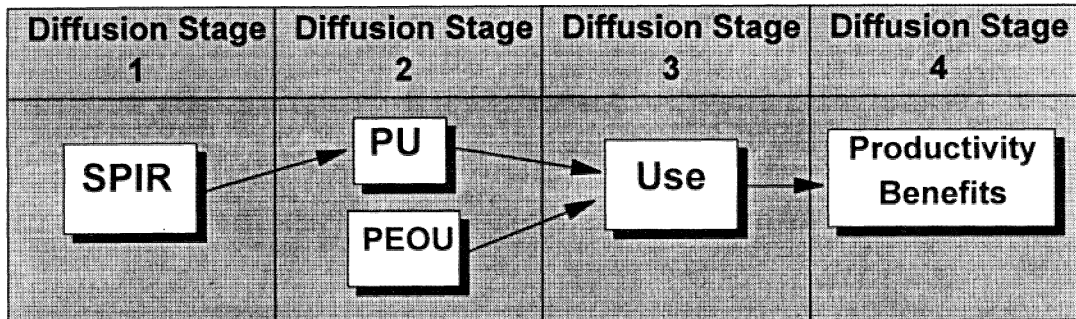 Diffusion Stage 1
Diffusion Stage 2
Diffusion Stage 3
Diffusion Stage 4
SPIR
PU
PEOU
Use
Productivity
Benefits